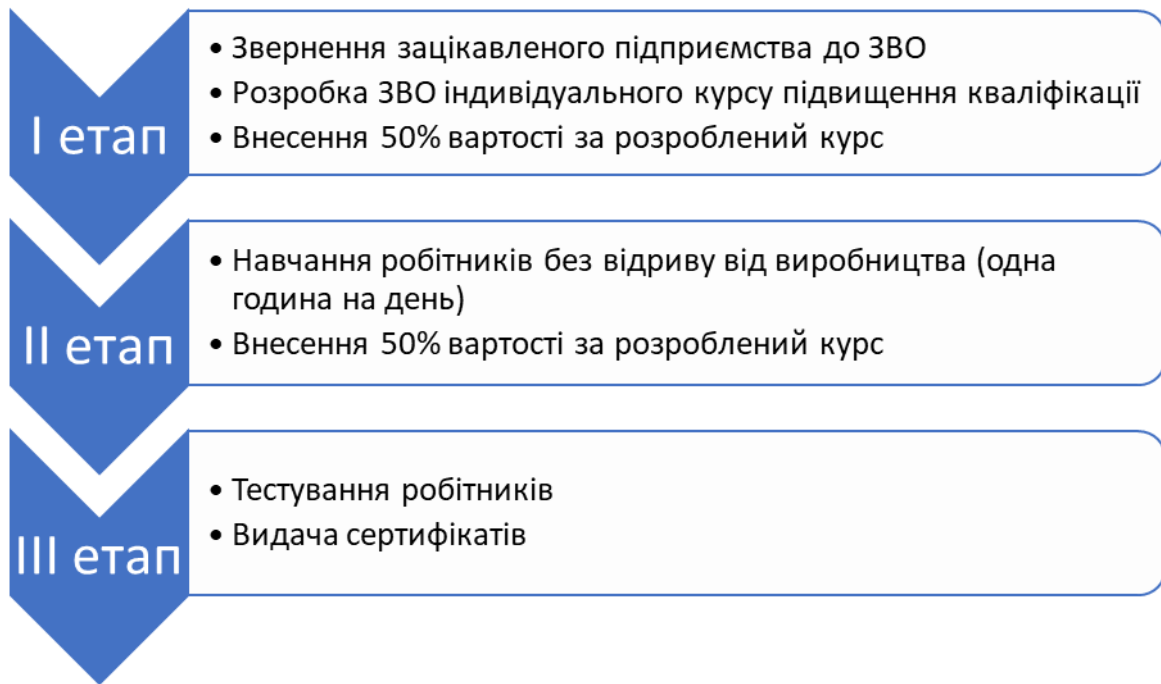 I етап
• Звернення зацікавленого підприємства до ЗВО
• Розробка ЗВО індивідуального курсу підвищення кваліфікації
• Внесення 50% вартості за розроблений курс
II етап
• Навчання робітників без відриву від виробництва (одна
година на день)
• Внесення 50% вартості за розроблений курс
III етап
• Тестування робітників
• Видача сертифікатів